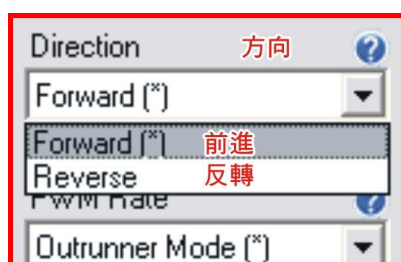 Direction 方向
Forward (*)
Forward (*) 前進
Reverse 反轉
PWM Rate
Outrunner Mode (*)